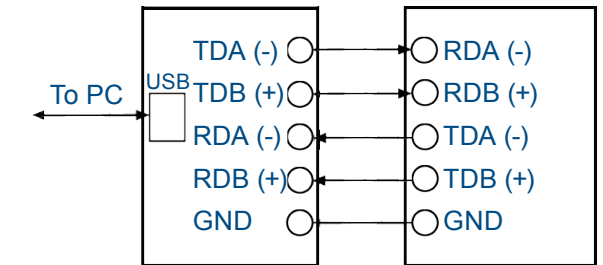 TDA (-) RDA (-)
To PC USB TDB (+) RDB (+)
RDA (-) TDA (-)
RDB (+) TDB (+)
GND GND